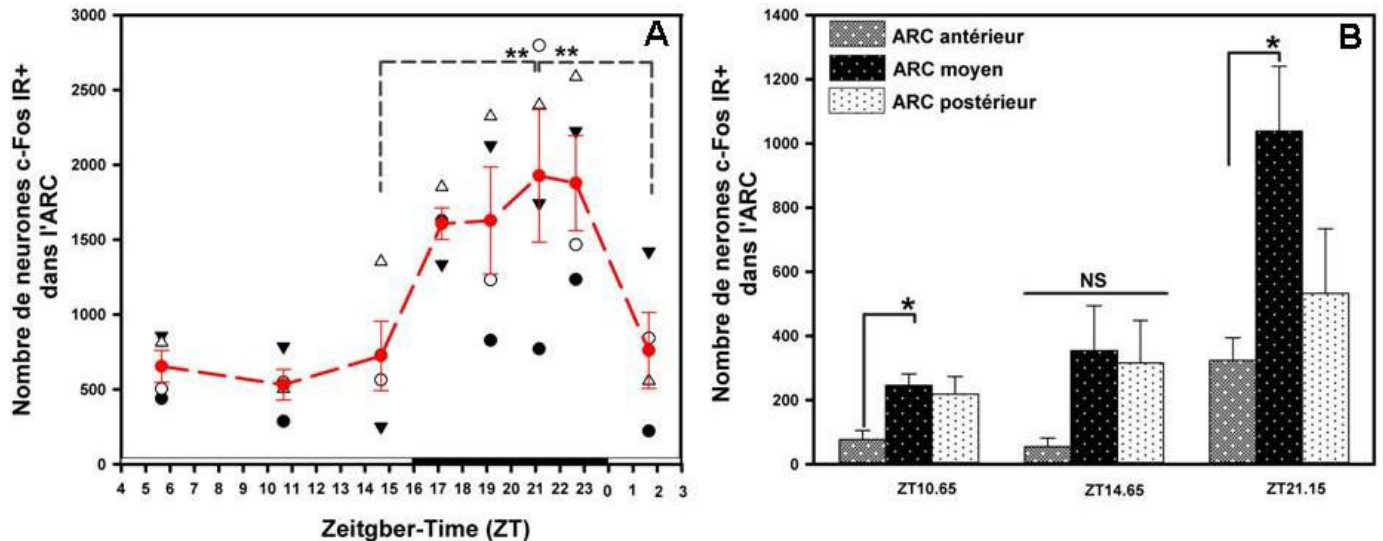 A
Nombre de neurones c-Fos IR+
dans l'ARC
3000
2500
2000
1500
1000
500
0
** **
4 5 6 7 8 9 10 11 12 13 14 15 16 17 18 19 20 21 22 23 0 1 2 3
Zeitgber-Time (ZT)
B
Nombre de nerones c-Fos IR+
dans l'ARC
1400
1200
1000
800
600
400
200
0
ARC antérieur
ARC moyen
ARC postérieur
*
NS
*
ZT10.65 ZT14.65 ZT21.15